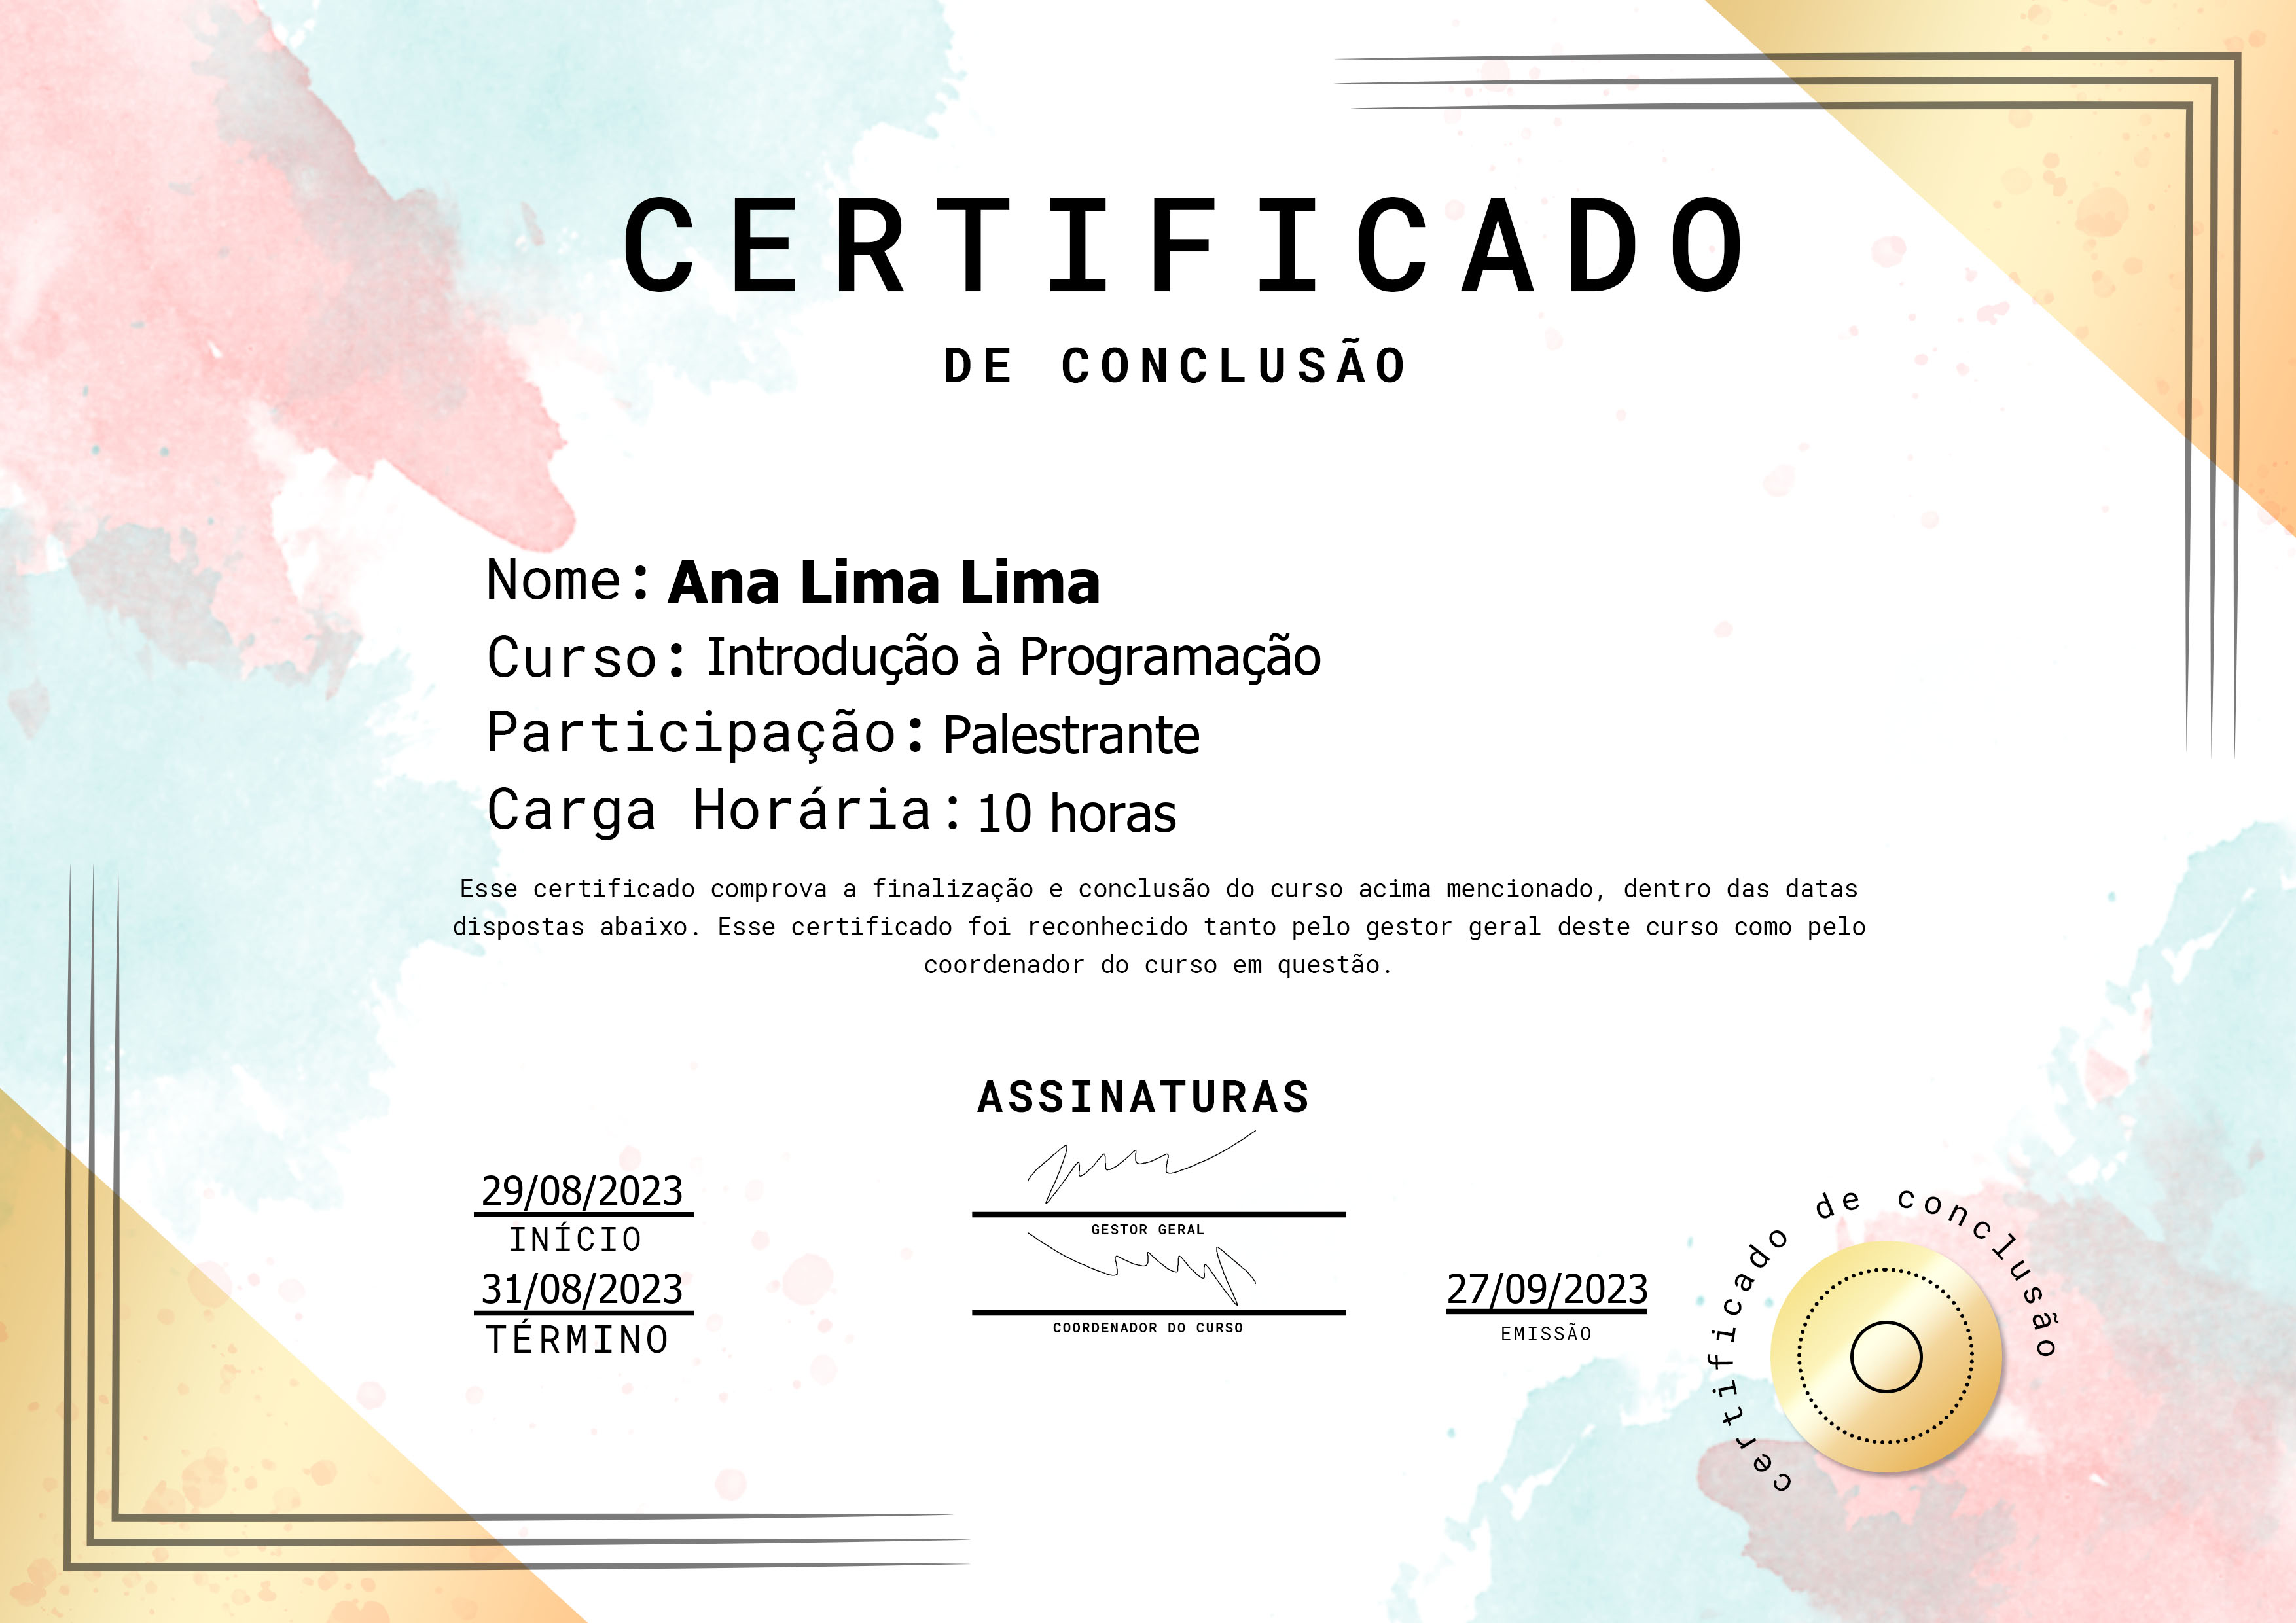 CERTIFICADO
DE CONCLUSÃO
Nome: Ana Lima Lima
Curso: Introdução à Programação
Participação: Palestrante
Carga Horária: 10 horas
Esse certificado comprova a finalização e conclusão do curso acima mencionado, dentro das datas
dispostas abaixo. Esse certificado foi reconhecido tanto pelo gestor geral deste curso como pelo
coordenador do curso em questão.
ASSINATURAS
29/08/2023
INÍCIO
31/08/2023
TÉRMINO
GESTOR GERAL
COORDENADOR DO CURSO
27/09/2023
EMISSÃO
certificado de conclusão